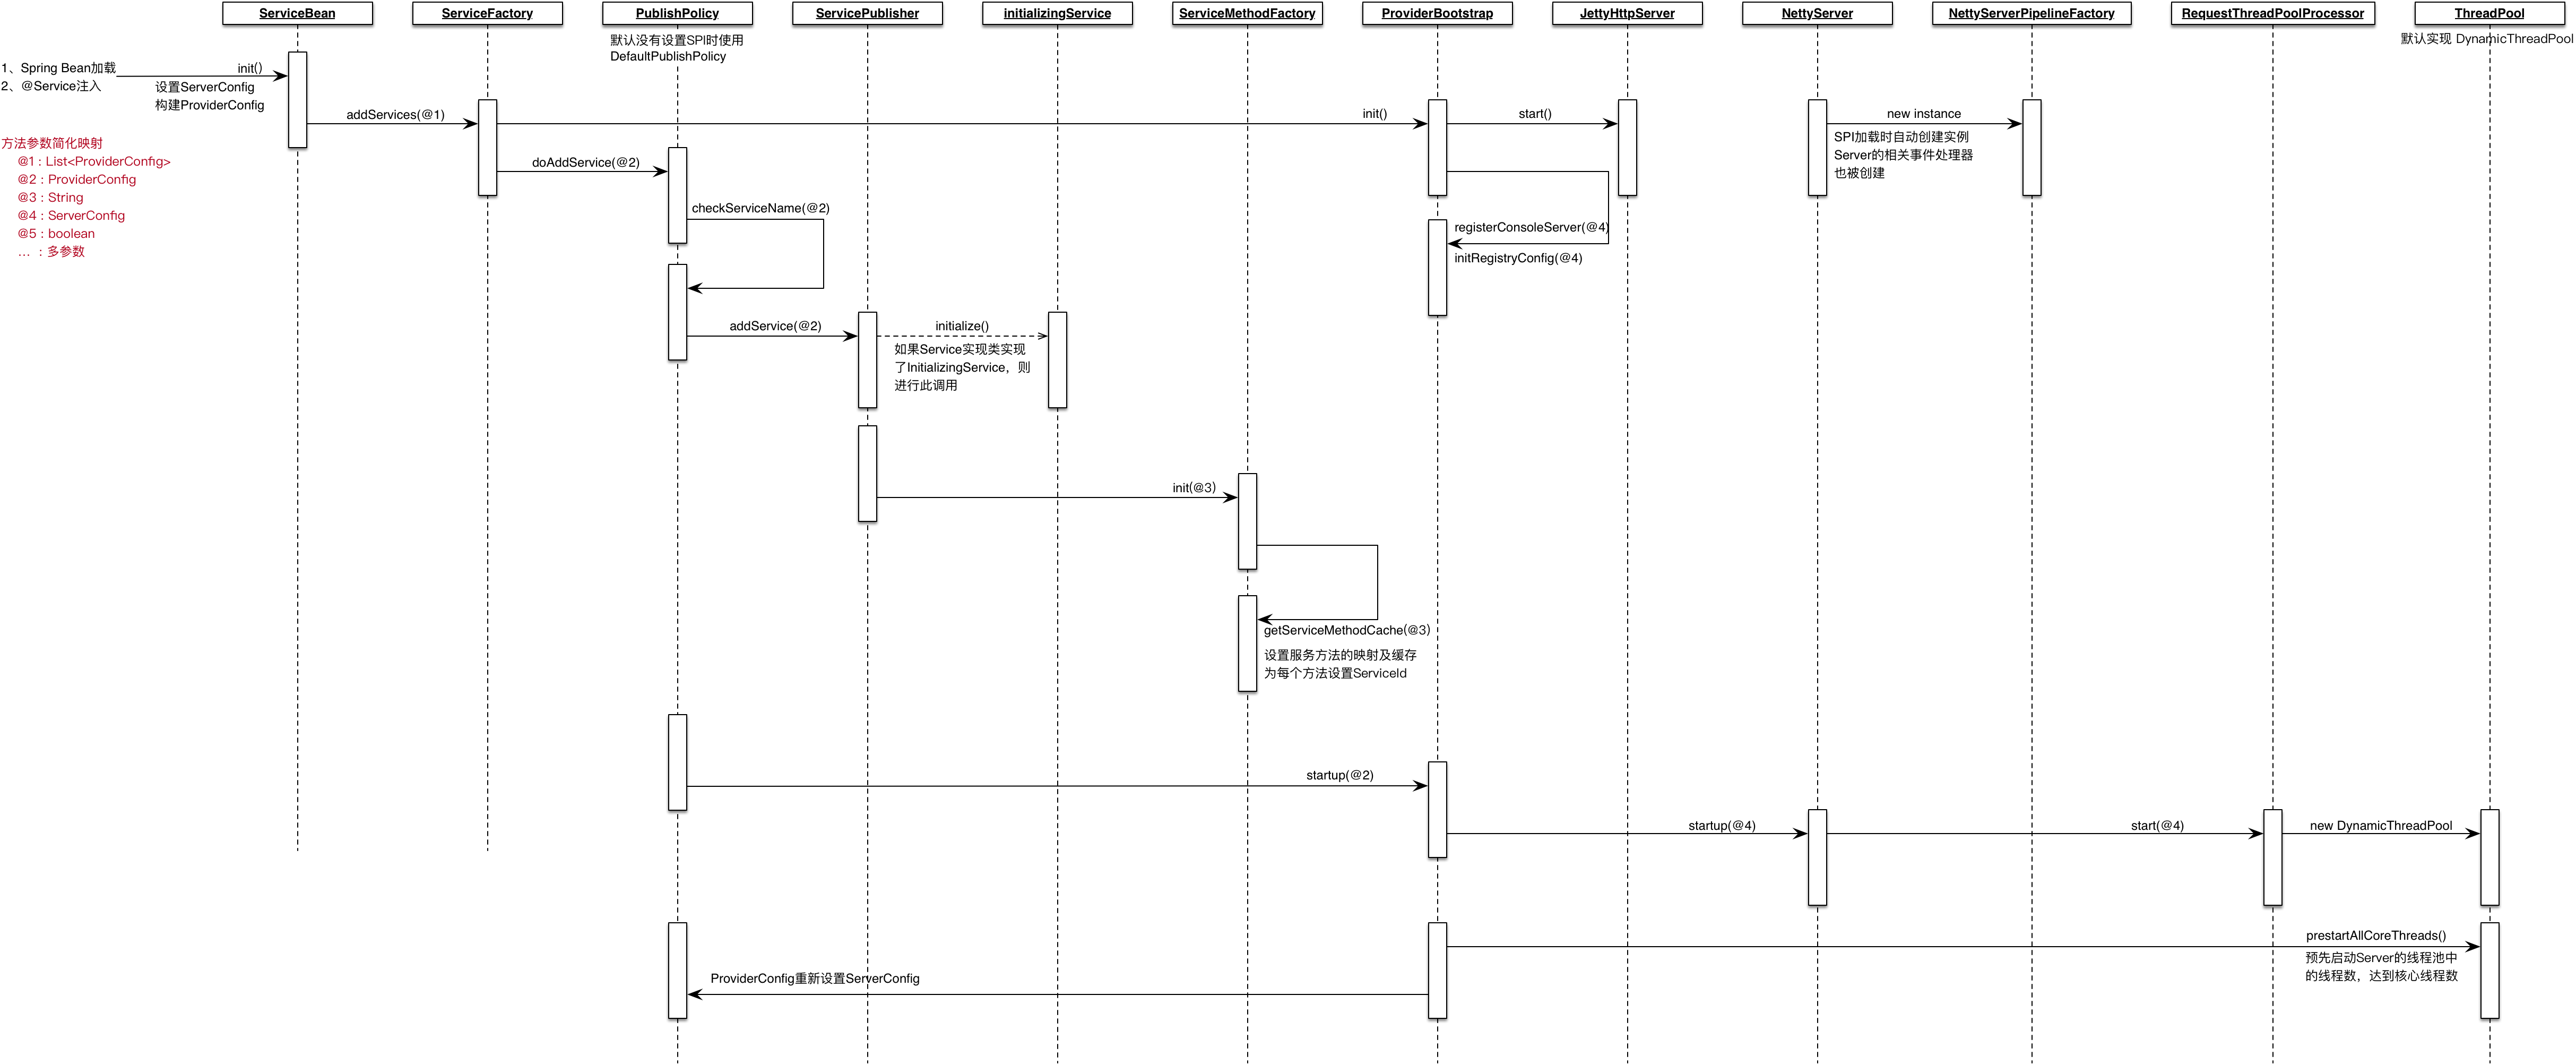 ServiceBean
ServiceFactory
PublishPolicy
ServicePublisher
initializingService
ServiceMethodFactory
ProviderBootstrap
JettyHttpServer
NettyServer
NettyServerPipelineFactory
RequestThreadPoolProcessor
ThreadPool
默认没有设置SPI时使用
DefaultPublishPolicy
默认实现 DynamicThreadPool
1、Spring Bean加载
2、@Service注入
init()
设置ServerConfig
构建ProviderConfig
addServices(@1)
init()
start()
new instance
SPI加载时自动创建实例
Server的相关事件处理器
也被创建
方法参数简化映射
@1 : List<ProviderConfig>
@2 : ProviderConfig
@3 : String
@4 : ServerConfig
@5 : boolean
... : 多参数
doAddService(@2)
checkServiceName(@2)
registerConsoleServer(@4)
initRegistryConfig(@4)
addService(@2)
initialize()
如果Service实现类实现
了InitializingService，则
进行此调用
init(@3)
getServiceMethodCache(@3)
设置服务方法的映射及缓存
为每个方法设置ServiceId
startup(@2)
startup(@4)
start(@4)
new DynamicThreadPool
prestartAllCoreThreads()
预先启动Server的线程池中
的线程数，达到核心线程数
ProviderConfig重新设置ServerConfig